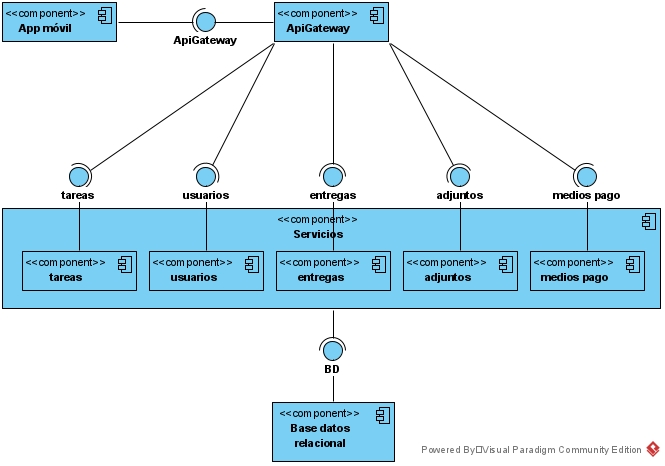 <<component>>
App móvil
ApiGateway
<<component>>
ApiGateway
tareas
usuarios
entregas
adjuntos
medios pago
<<component>>
Servicios
<<component>>
tareas
<<component>>
usuarios
<<component>>
entregas
<<component>>
adjuntos
<<component>>
medios pago
BD
<<component>>
Base datos
relacional
Powered By Visual Paradigm Community Edition